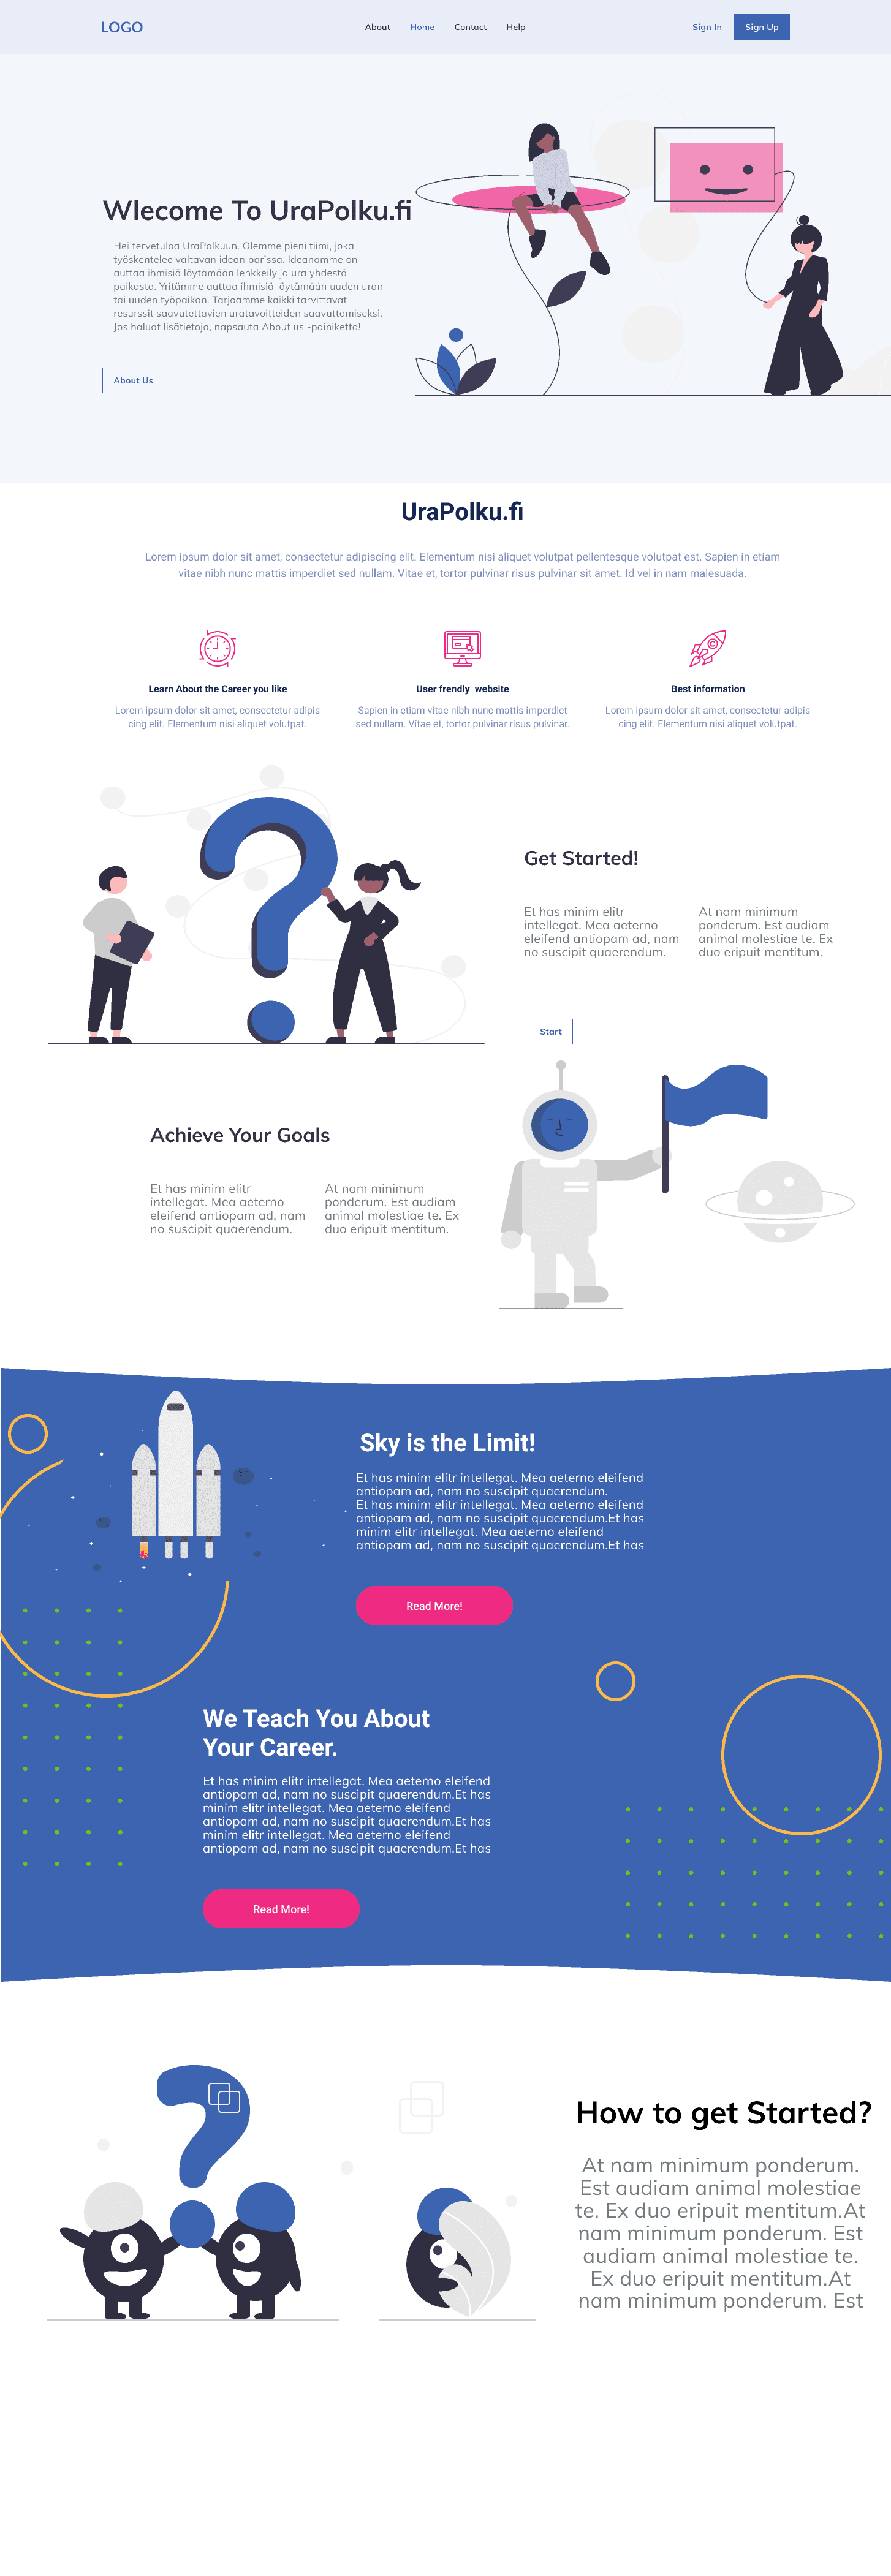 LOGO
About Home Contact Help
Sign In Sign Up
Wlecome To UraPolku.fi
Hei tervetuloa UraPolkuun. Olemme pieni tiimi, joka
työskentelee valtavan idean parissa. Ideanamme on
auttaa ihmisiä löytämään lenkkeily ja ura yhdestä
paikasta. Yritämme auttaa ihmisiä löytämään uuden uran
tai uuden työpaikan. Tarjoamme kaikki tarvittavat
resurssit saavutettavien uratavoitteiden saavuttamiseksi.
Jos haluat lisätietoja, napsauta About us -painiketta!
About Us
UraPolku.fi
Lorem ipsum dolor sit amet, consectetur adipiscing elit. Elementum nisi aliquet volutpat pellentesque volutpat est. Sapien in etiam
vitae nibh nunc mattis imperdiet sed nullam. Vitae et, tortor pulvinar risus pulvinar sit amet. Id vel in nam malesuada.
Learn About the Career you like
Lorem ipsum dolor sit amet, consectetur adipis
cing elit. Elementum nisi aliquet volutpat.
User frendly website
Sapien in etiam vitae nibh nunc mattis imperdiet
sed nullam. Vitae et, tortor pulvinar risus pulvinar.
Best information
Lorem ipsum dolor sit amet, consectetur adipis
cing elit. Elementum nisi aliquet volutpat.
Get Started!
Et has minim elitr
intellegat. Mea aeterno
eleifend antiopam ad, nam
no suscipit quaerendum.
At nam minimum
ponderum. Est audiam
animal molestiae te. Ex
duo eripuit mentitum.
Start
Achieve Your Goals
Et has minim elitr
intellegat. Mea aeterno
eleifend antiopam ad, nam
no suscipit quaerendum.
At nam minimum
ponderum. Est audiam
animal molestiae te. Ex
duo eripuit mentitum.
Sky is the Limit!
Et has minim elitr intellegat. Mea aeterno eleifend
antiopam ad, nam no suscipit quaerendum.
Et has minim elitr intellegat. Mea aeterno eleifend
antiopam ad, nam no suscipit quaerendum.Et has
minim elitr intellegat. Mea aeterno eleifend
antiopam ad, nam no suscipit quaerendum.Et has
Read More!
We Teach You About
Your Career.
Et has minim elitr intellegat. Mea aeterno eleifend
antiopam ad, nam no suscipit quaerendum.Et has
minim elitr intellegat. Mea aeterno eleifend
antiopam ad, nam no suscipit quaerendum.Et has
minim elitr intellegat. Mea aeterno eleifend
antiopam ad, nam no suscipit quaerendum.Et has
Read More!
How to get Started?
At nam minimum ponderum.
Est audiam animal molestiae
te. Ex duo eripuit mentitum.At
nam minimum ponderum. Est
audiam animal molestiae te.
Ex duo eripuit mentitum.At
nam minimum ponderum. Est